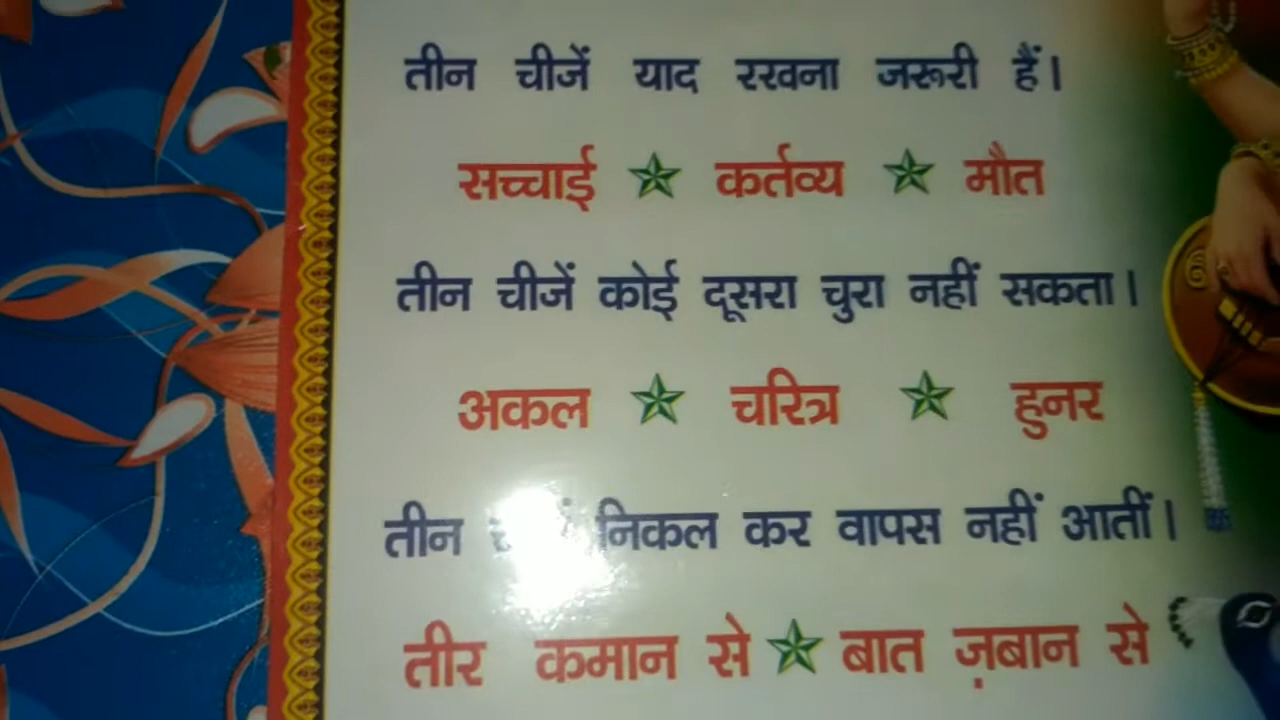 तीन चीजें याद रखना जरूरी हैं।
सच्चाई ★ कर्तव्य ★ मौत
तीन चीजें कोई दूसरा चुरा नहीं सकता।
अकल ★ चरित्र ★ हुनर
तीन निकल कर वापस नहीं आतीं।
तीर कमान से ★ बात ज़बान से